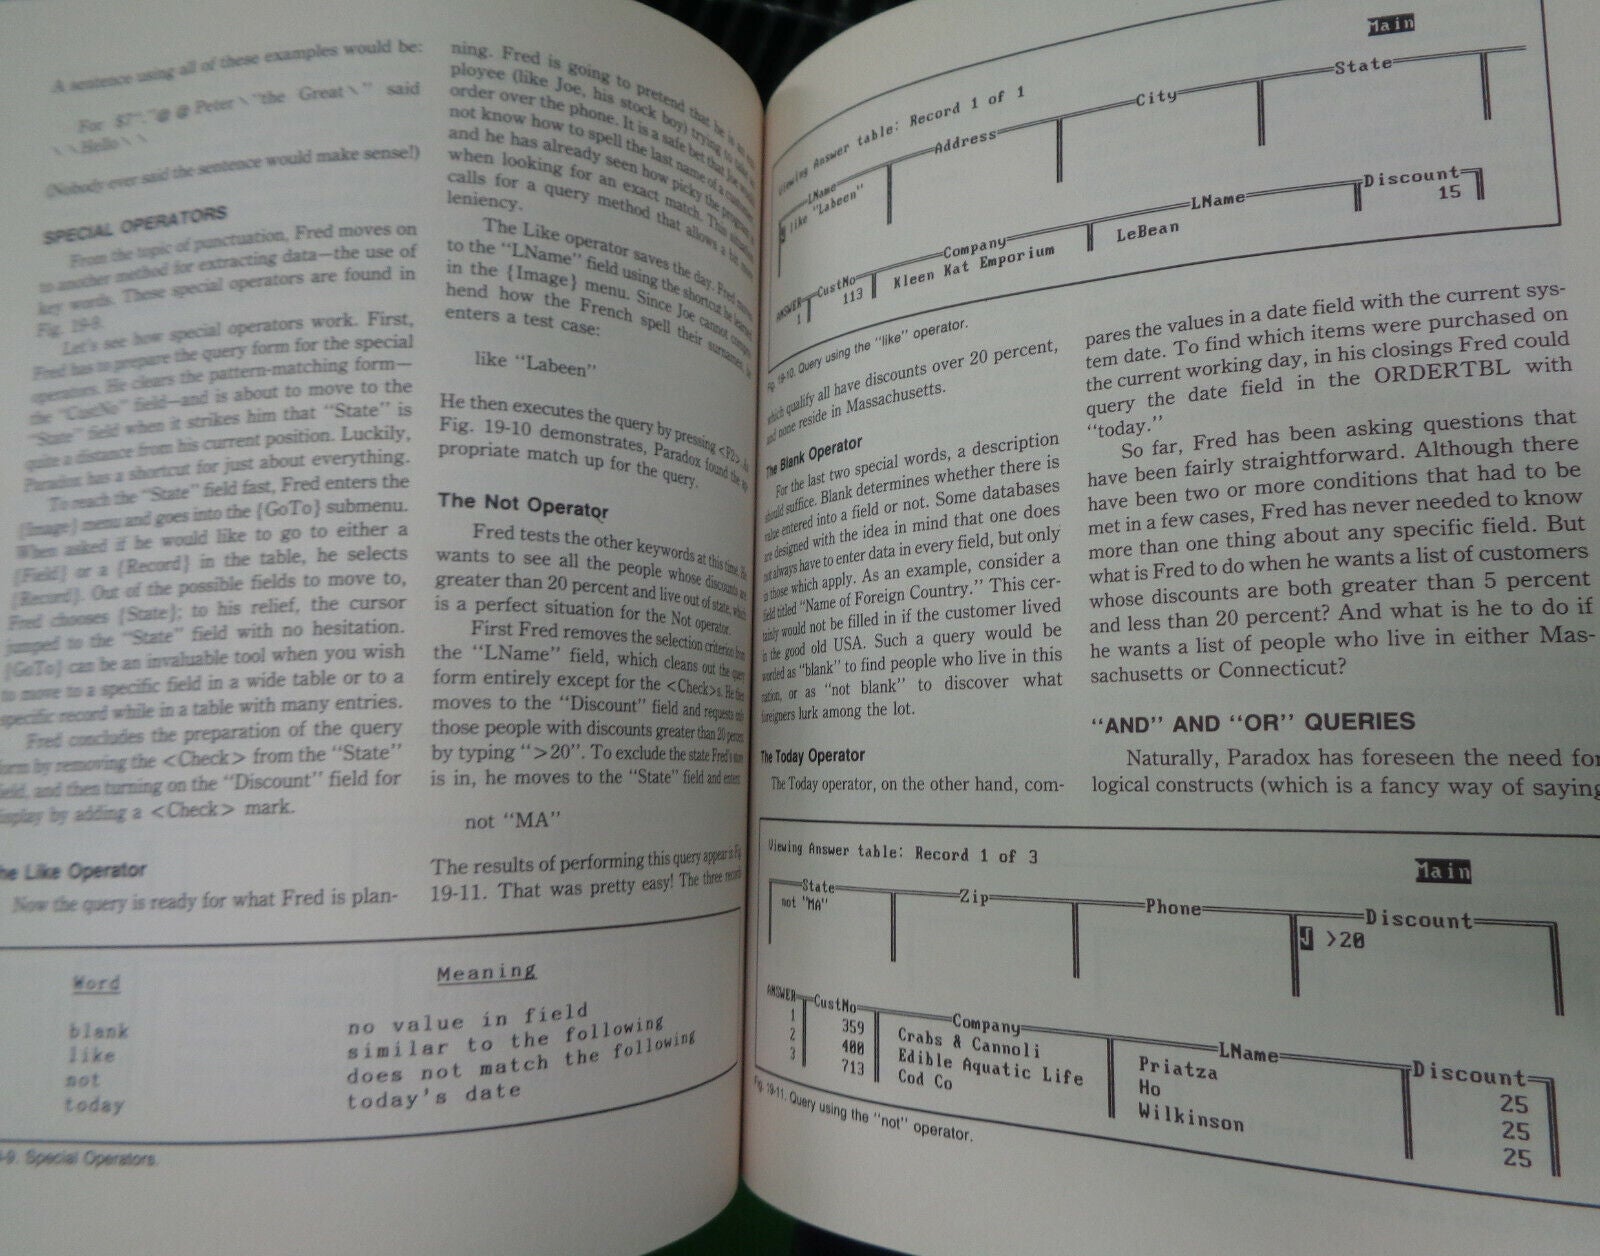 A sentence using all of these examples would be:
For $7"."@ @ Peter \ "the Great \ " said
\ \ Hello \ \
(Nobody ever said the sentence would make sense!)
SPECIAL OPERATORS
From the topic of punctuation, Fred moves on
to another method for extracting data—the use of
key words. These special operators are found in
Fig. 19-9.
Let's see how special operators work. First,
Fred has to prepare the query form for the special
operators. He clears the pattern-matching form—
the "CustNo" field—and is about to move to the
"State" field when it strikes him that "State" is
quite a distance from his current position. Luckily,
Paradox has a shortcut for just about everything.
To reach the "State" field fast, Fred enters the
{Image} menu and goes into the {GoTo} submenu.
When asked if he would like to go to either a
{Field} or a {Record} in the table, he selects
{Record}. Out of the possible fields to move to,
Fred chooses {State}; to his relief, the cursor
jumped to the "State" field with no hesitation.
{GoTo} can be an invaluable tool when you wish
to move to a specific field in a wide table or to a
specific record while in a table with many entries.
Fred concludes the preparation of the query
form by removing the <Check> from the "State"
field, and then turning on the "Discount" field for
display by adding a <Check> mark.
The Like Operator
Now the query is ready for what Fred is plan-
ning. Fred is going to pretend that he is an em-
ployee (like Joe, his stock boy) trying to take an
order over the phone. It is a safe bet that Joe would
not know how to spell the last name of a customer
and he has already seen how picky the program is
when looking for an exact match. This situation
calls for a query method that allows a bit more
leniency.
The Like operator saves the day. Fred moves
to the "LName" field using the shortcut he learned
in the {Image} menu. Since Joe cannot compre-
hend how the French spell their surnames, he
enters a test case:
like "Labeen"
He then executes the query by pressing <F2>. As
Fig. 19-10 demonstrates, Paradox found the ap-
propriate match up for the query.
The Not Operator
Fred tests the other keywords at this time. He
wants to see all the people whose discounts are
greater than 20 percent and live out of state, which
is a perfect situation for the Not operator.
First Fred removes the selection criterion from
the "LName" field, which cleans out the query
form entirely except for the <Check>s. He then
moves to the "Discount" field and requests only
those people with discounts greater than 20 percent
by typing ">20". To exclude the state Fred's store
is in, he moves to the "State" field and enters
not "MA"
The results of performing this query appear in Fig.
19-11. That was pretty easy! The three records
Word Meaning
blank no value in field
like similar to the following
not does not match the following
today today's date
-9. Special Operators.
Main
Viewing Answer table: Record 1 of 1
LName Address City State
√ like "Labeen"
ANSWER CustNo Company LName Discount
1 113 Kleen Kat Emporium LeBean 15
Fig. 19-10. Query using the "like" operator.
which qualify all have discounts over 20 percent,
and none reside in Massachusetts.
The Blank Operator
For the last two special words, a description
should suffice. Blank determines whether there is
value entered into a field or not. Some databases
are designed with the idea in mind that one does
not always have to enter data in every field, but only
in those which apply. As an example, consider a
field titled "Name of Foreign Country." This cer-
tainly would not be filled in if the customer lived
in the good old USA. Such a query would be
worded as "blank" to find people who live in this
nation, or as "not blank" to discover what
foreigners lurk among the lot.
The Today Operator
The Today operator, on the other hand, com-
pares the values in a date field with the current sys-
tem date. To find which items were purchased on
the current working day, in his closings Fred could
query the date field in the ORDERTBL with
"today."
So far, Fred has been asking questions that
have been fairly straightforward. Although there
have been two or more conditions that had to be
met in a few cases, Fred has never needed to know
more than one thing about any specific field. But
what is Fred to do when he wants a list of customers
whose discounts are both greater than 5 percent
and less than 20 percent? And what is he to do if
he wants a list of people who live in either Mas-
sachusetts or Connecticut?
"AND" AND "OR" QUERIES
Naturally, Paradox has foreseen the need for
logical constructs (which is a fancy way of saying
Viewing Answer table: Record 1 of 3
Main
State Zip Phone Discount
not "MA" √ >20
ANSWER CustNo Company LName Discount
1 359 Crabs & Cannoli Priatza 25
2 400 Edible Aquatic Life Ho 25
3 713 Cod Co Wilkinson 25
Fig. 19-11. Query using the "not" operator.